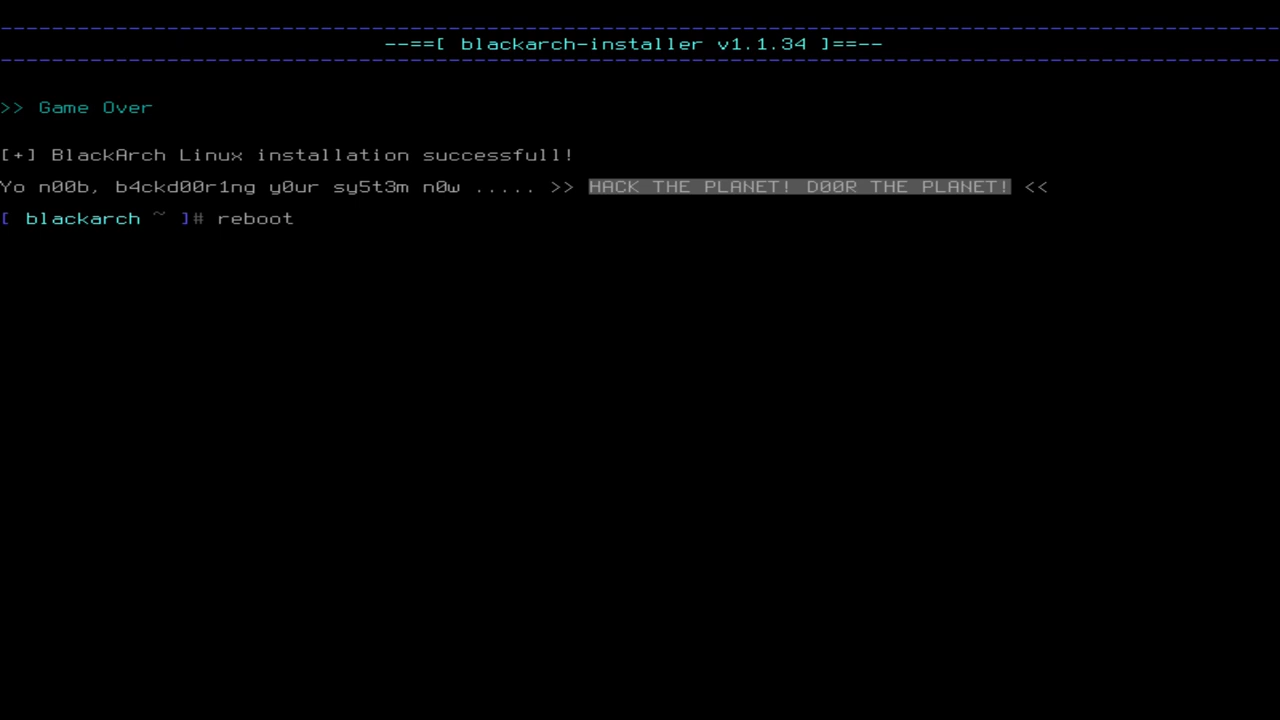 --==[ blackarch-installer v1.1.34 ]==--
>> Game Over
[+] BlackArch Linux installation successfull!
Yo n00b, b4ckd00r1ng y0ur sy5t3m n0w ..... >> HACK THE PLANET! D00R THE PLANET! <<
[ blackarch ~ ]# reboot